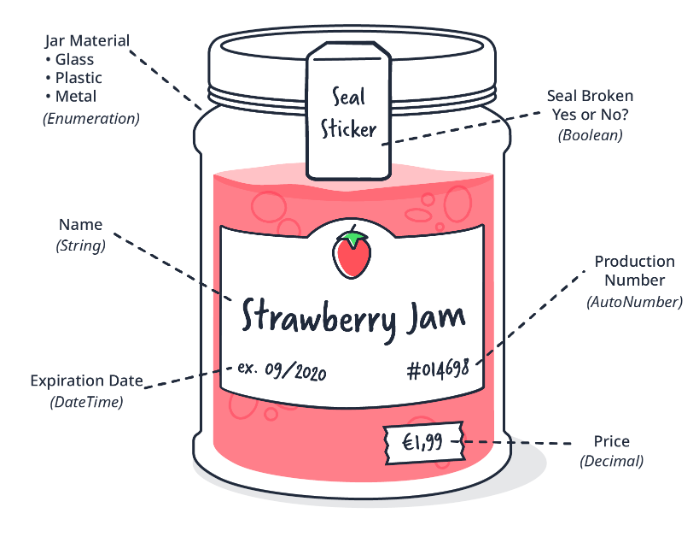 Jar Material
• Glass
• Plastic
• Metal
(Enumeration)
Seal
Sticker
Seal Broken
Yes or No?
(Boolean)
Name
(String)
Strawberry Jam
Production
Number
(AutoNumber)
ex. 09/2020
#014698
Expiration Date
(DateTime)
€1,99
Price
(Decimal)